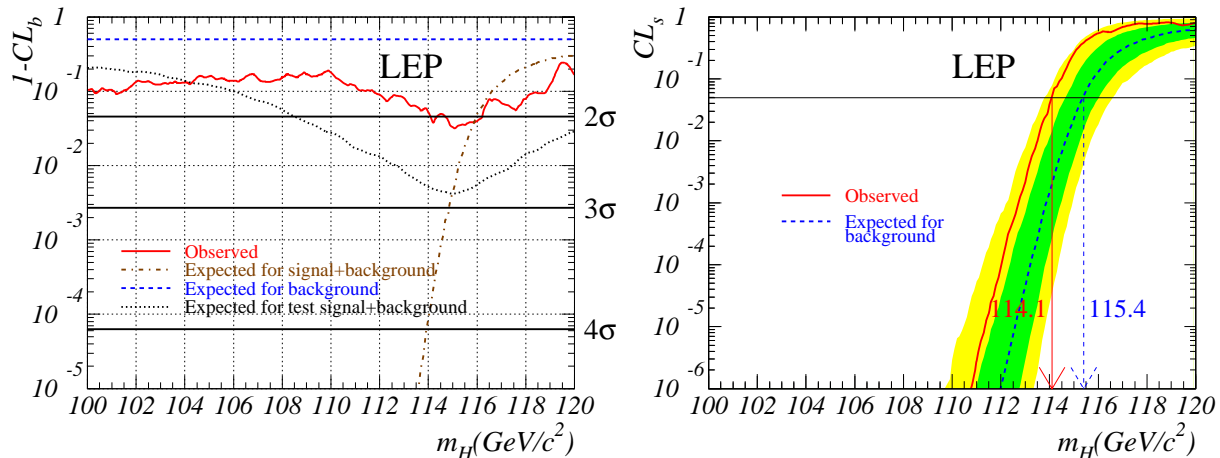 1-CL_b
LEP
1
10 -1
10 -2
10 -3
10 -4
10 -5
10 -6
2σ
3σ
4σ
Observed
Expected for signal+background
Expected for background
Expected for test signal+background
100 102 104 106 108 110 112 114 116 118 120
m_H(GeV/c²)
CL_s
LEP
1
10 -1
10 -2
10 -3
10 -4
10 -5
10 -6
Observed
Expected for
background
114.1 115.4
100 102 104 106 108 110 112 114 116 118 120
m_H(GeV/c²)